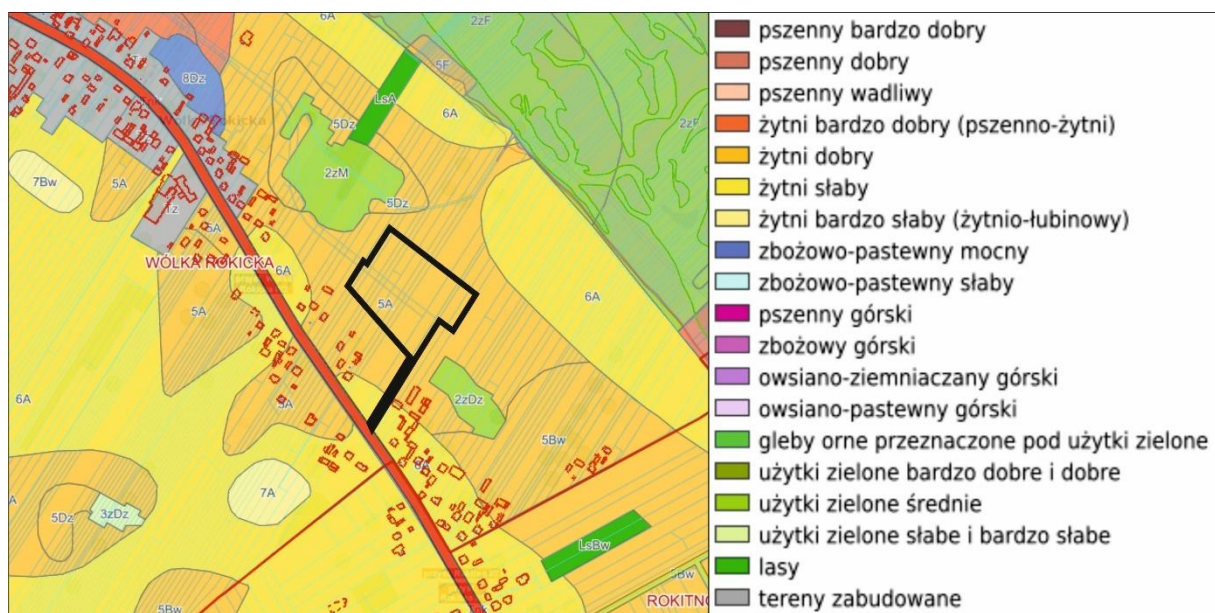 6A
2zF
8Dz
5F
LsA
6A
2zF
5Dz
7Bw
5A
2zM
5Dz
Tz
5A
WÓLKA ROKICKA
6A
5A
5A
6A
6A
5A
2zDz
5Bw
6A
7A
5Dz
3zDz
LsBw
5Bw
5Bw
ROKITNO
pszenny bardzo dobry
pszenny dobry
pszenny wadliwy
żytni bardzo dobry (pszenno-żytni)
żytni dobry
żytni słaby
żytni bardzo słaby (żytnio-łubinowy)
zbożowo-pastewny mocny
zbożowo-pastewny słaby
pszenny górski
zbożowy górski
owsiano-ziemniaczany górski
owsiano-pastewny górski
gleby orne przeznaczone pod użytki zielone
użytki zielone bardzo dobre i dobre
użytki zielone średnie
użytki zielone słabe i bardzo słabe
lasy
tereny zabudowane